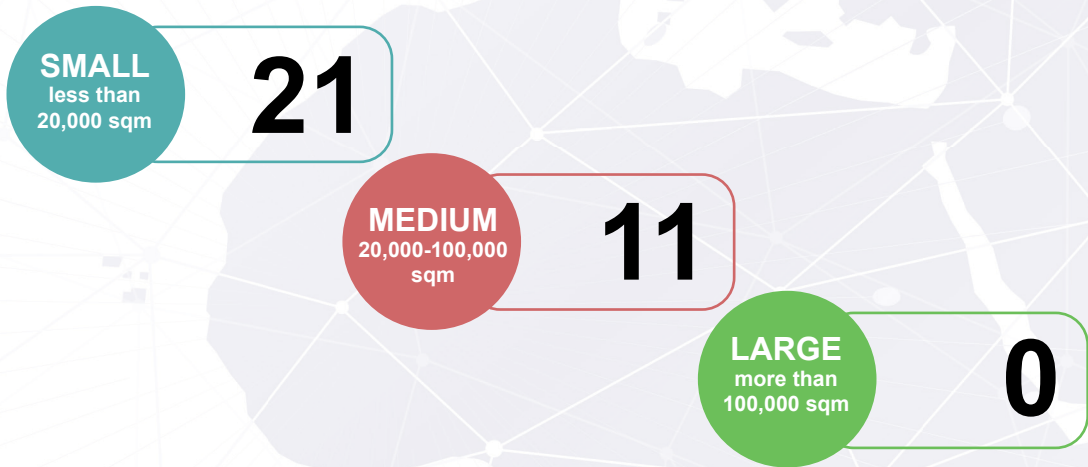 SMALL
less than
20,000 sqm
21
MEDIUM
20,000-100,000
sqm
11
LARGE
more than
100,000 sqm
0